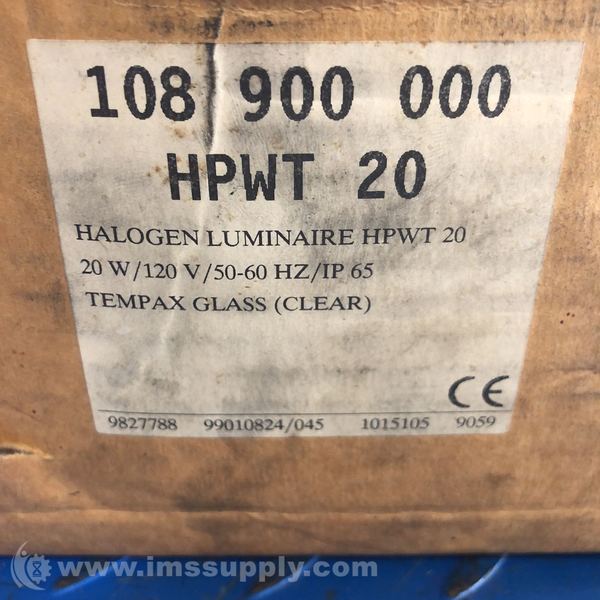 108 900 000
HPWT 20
HALOGEN LUMINAIRE HPWT 20
20 W/120 V/50-60 HZ/IP 65
TEMPAX GLASS (CLEAR)
CE
9827788 99010824/045 1015105 9059
www.imssupply.com